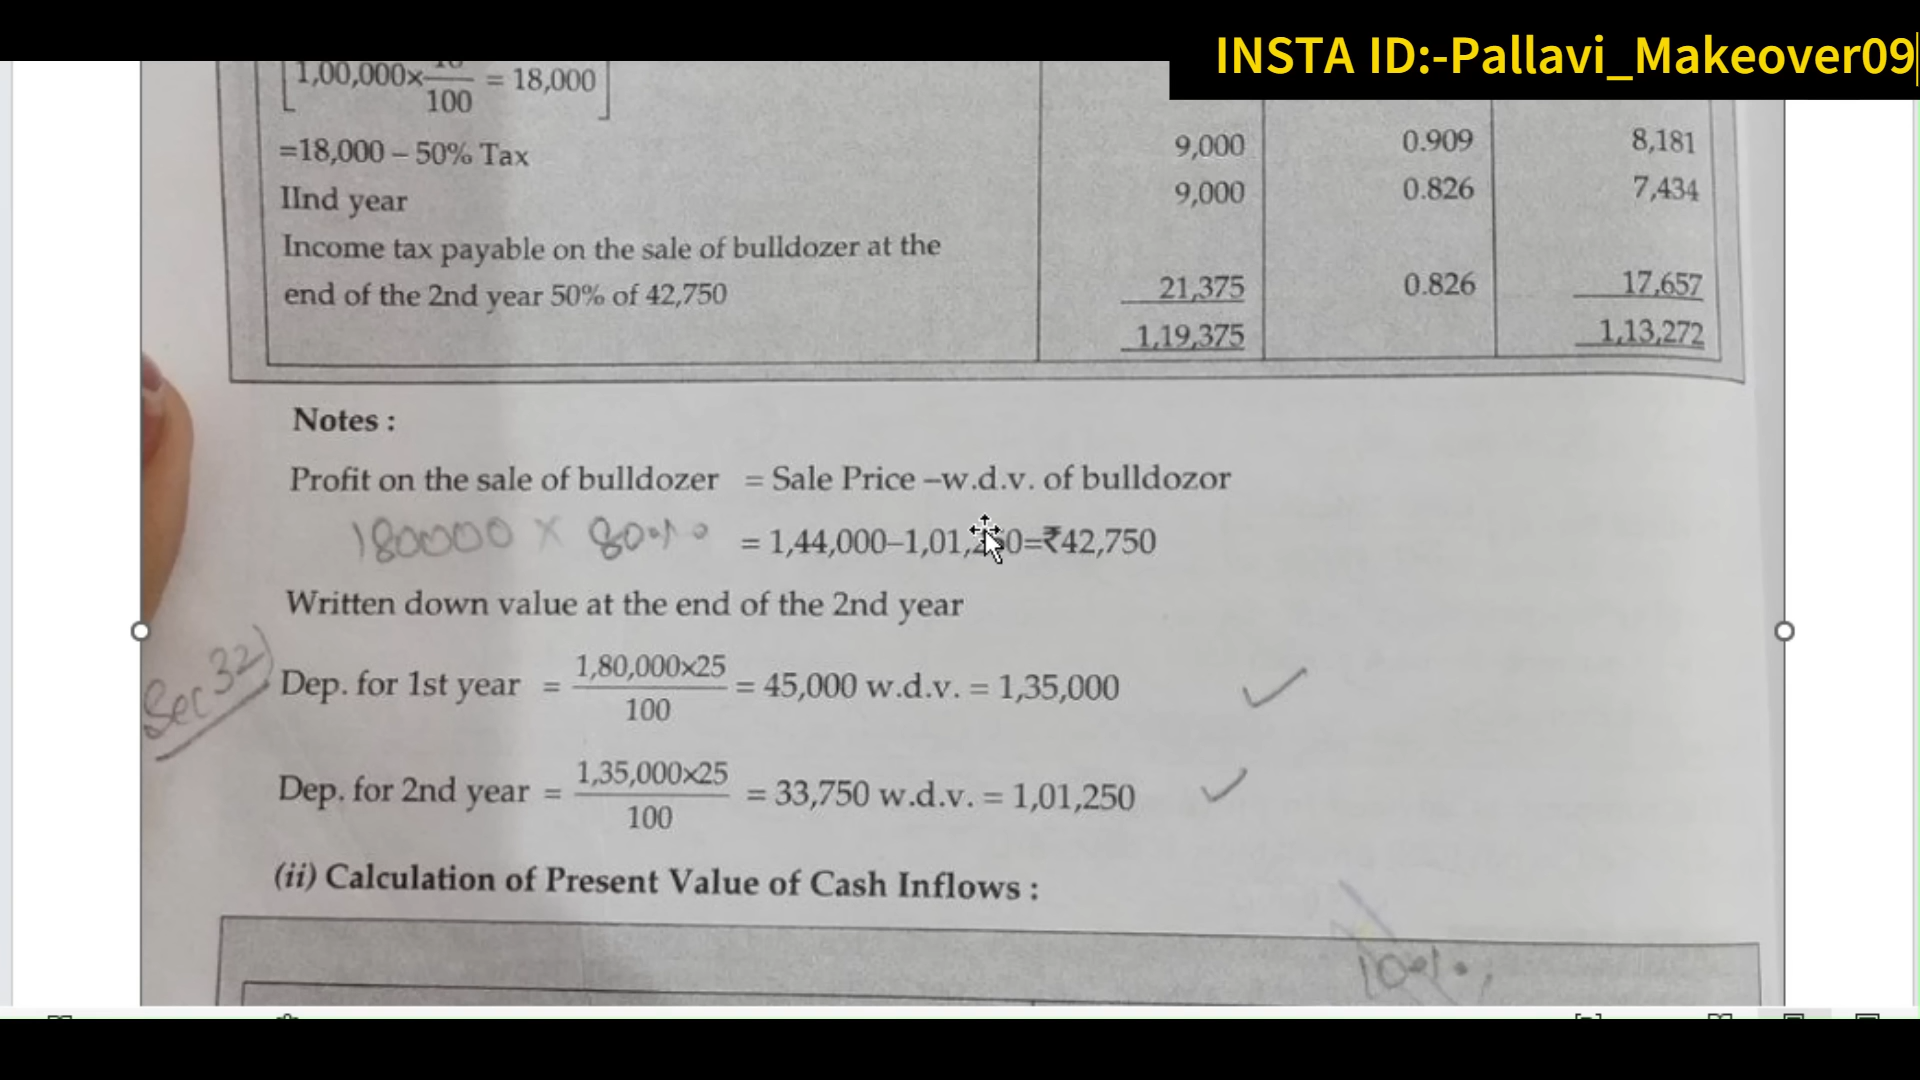 INSTA ID:-Pallavi_Makeover09
[1,00,000×18/100 = 18,000]
=18,000 – 50% Tax 9,000 0.909 8,181
IInd year 9,000 0.826 7,434
Income tax payable on the sale of bulldozer at the
end of the 2nd year 50% of 42,750 21,375 0.826 17,657
1,19,375 1,13,272
Notes :
Profit on the sale of bulldozer = Sale Price –w.d.v. of bulldozor
180000 × 80% = 1,44,000–1,01,250=₹42,750
Written down value at the end of the 2nd year
Sec 32)
Dep. for 1st year = 1,80,000×25/100 = 45,000 w.d.v. = 1,35,000
Dep. for 2nd year = 1,35,000×25/100 = 33,750 w.d.v. = 1,01,250
(ii) Calculation of Present Value of Cash Inflows :
10%